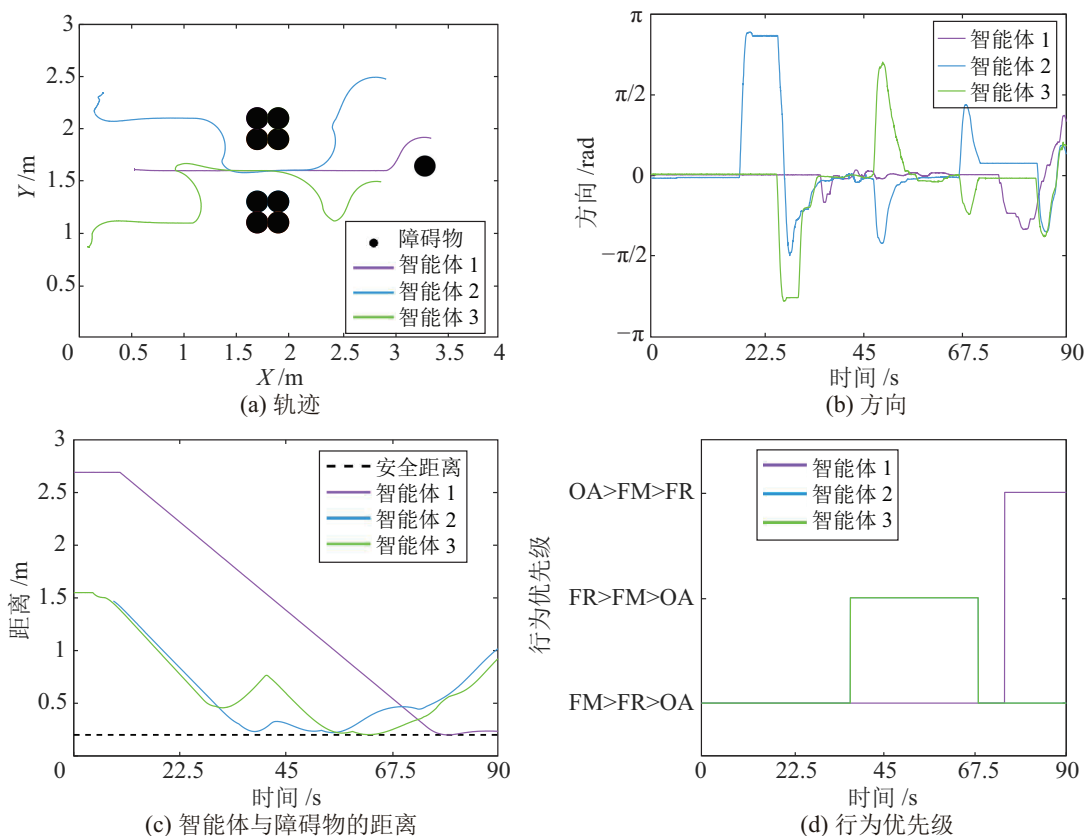 3
2.5
2
1.5
1
0.5
0
0.5
1
1.5
2
2.5
3
3.5
4
Y /m
X /m
障碍物
智能体 1
智能体 2
智能体 3
(a) 轨迹
π
π/2
0
−π/2
−π
0
22.5
45
67.5
90
方向 /rad
时间 /s
智能体 1
智能体 2
智能体 3
(b) 方向
3
2.5
2
1.5
1
0.5
0
22.5
45
67.5
90
距离 /m
时间 /s
安全距离
智能体 1
智能体 2
智能体 3
(c) 智能体与障碍物的距离
OA>FM>FR
FR>FM>OA
FM>FR>OA
0
22.5
45
67.5
90
行为优先级
时间 /s
智能体 1
智能体 2
智能体 3
(d) 行为优先级